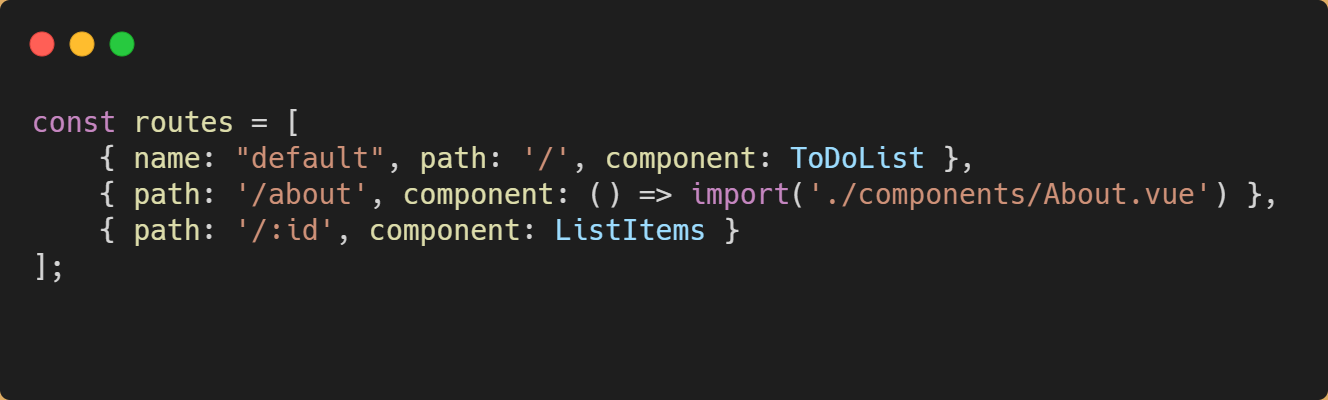 const routes = [
    { name: "default", path: '/', component: ToDoList },
    { path: '/about', component: () => import('./components/About.vue') },
    { path: '/:id', component: ListItems }
];